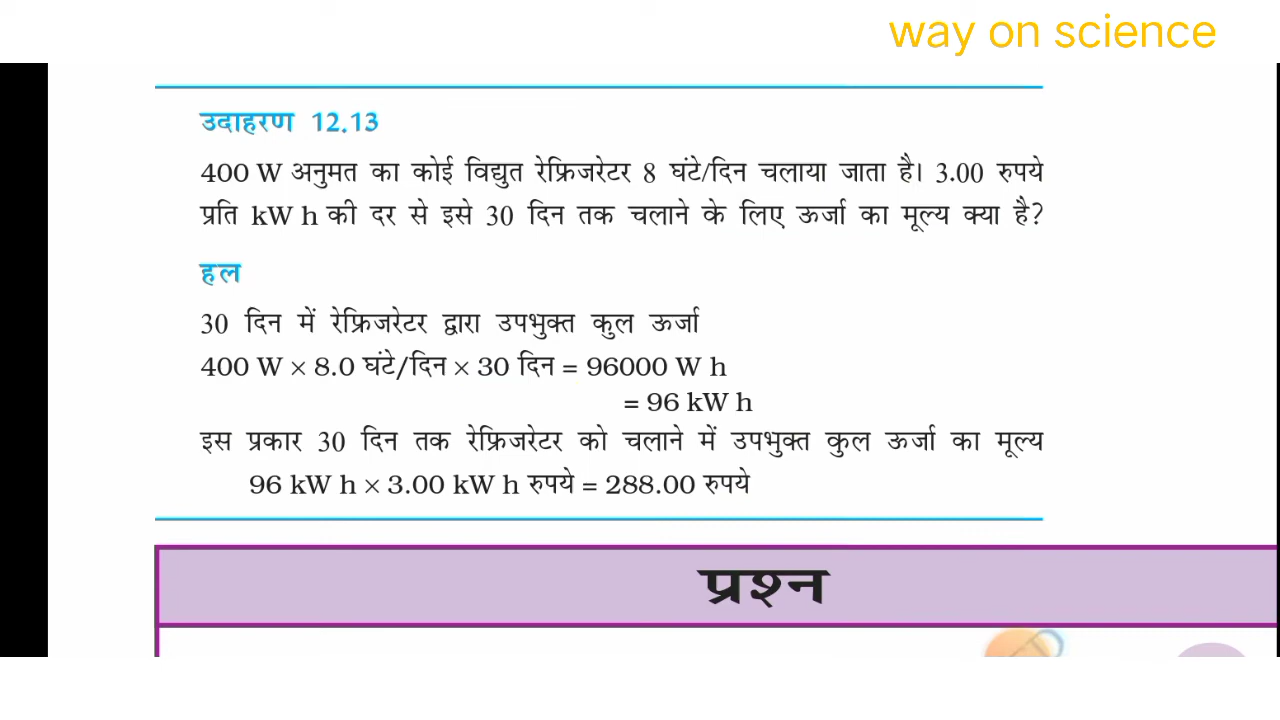 way on science
उदाहरण 12.13
400 W अनुमत का कोई विद्युत रेफ्रिजरेटर 8 घंटे/दिन चलाया जाता है। 3.00 रुपये
प्रति kW h की दर से इसे 30 दिन तक चलाने के लिए ऊर्जा का मूल्य क्या है?
हल
30 दिन में रेफ्रिजरेटर द्वारा उपभुक्त कुल ऊर्जा
400 W × 8.0 घंटे/दिन × 30 दिन = 96000 W h
= 96 kW h
इस प्रकार 30 दिन तक रेफ्रिजरेटर को चलाने में उपभुक्त कुल ऊर्जा का मूल्य
96 kW h × 3.00 kW h रुपये = 288.00 रुपये
प्रश्न